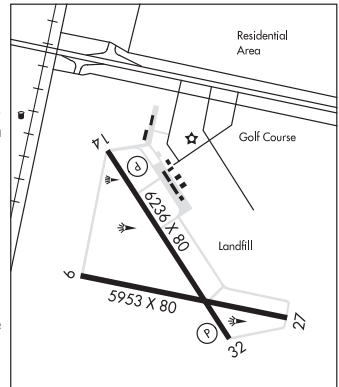 Residential
Area
Golf Course
14
P
6236 X 80
Landfill
9
5953 X 80
27
P
32